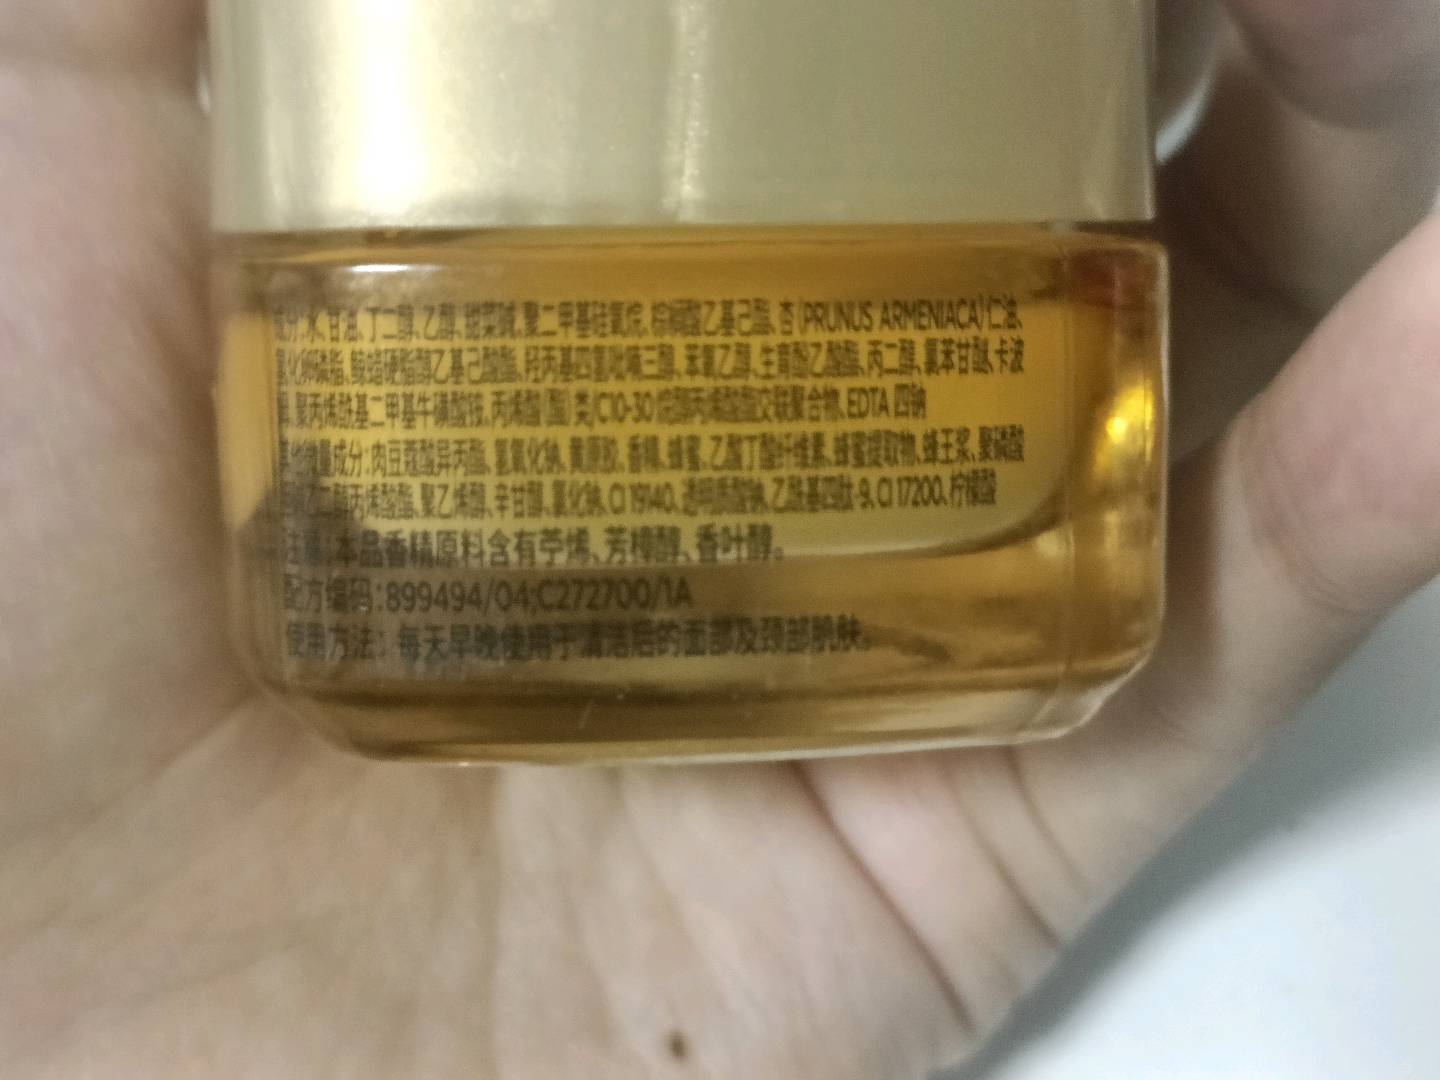 成分:水、甘油、丁二醇、乙醇、甜菜碱、聚二甲基硅氧烷、棕榈酸乙基己酯、杏(PRUNUS ARMENIACA)仁油、
氢化卵磷脂、鲸蜡硬脂醇乙基己酸酯、羟丙基四氢吡喃三醇、苯氧乙醇、生育酚乙酸酯、丙二醇、氯苯甘醚、卡波
姆、聚丙烯酰基二甲基牛磺酸铵、丙烯酸(酯)类/C10-30 烷醇丙烯酸酯交联聚合物、EDTA 四钠
其他微量成分:肉豆蔻酸异丙酯、氢氧化钠、黄原胶、香精、蜂蜜、乙酸丁酸纤维素、蜂蜜提取物、蜂王浆、聚磷酸
乙二醇丙烯酸酯、聚乙烯醇、辛甘醇、氯化钠、CI 19140、透明质酸钠、乙酰基四肽-9、CI 17200、柠檬酸
注意:本品香精原料含有苧烯、芳樟醇、香叶醇。
配方编码:899494/04;C272700/1A
使用方法:每天早晚使用于清洁后的面部及颈部肌肤。